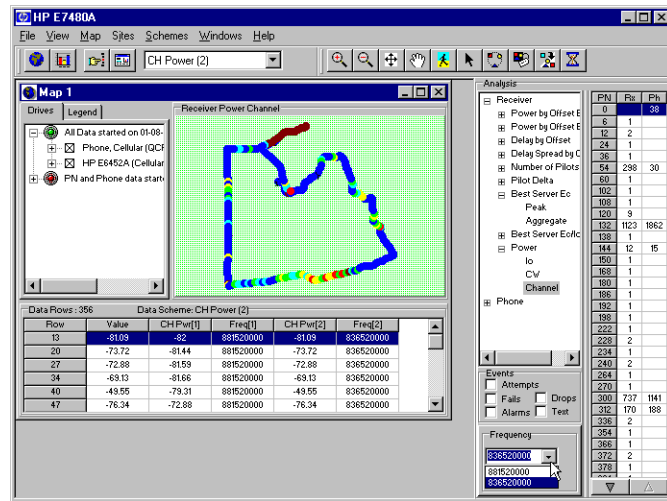 HP E7480A
File View Map Sites Schemes Windows Help
CH Power (2)
Map 1
Drives Legend
All Data started on 01-08-
Phone, Cellular (QCP
HP E6452A (Cellular
PN and Phone data start
Receiver Power Channel
Data Rows : 356 Data Scheme: CH Power (2)
Row Value CH Pwr[1] Freq[1] CH Pwr[2] Freq[2]
13 -81.09 -82 881520000 -81.09 836520000
20 -73.72 -81.44 881520000 -73.72 836520000
27 -72.88 -81.59 881520000 -72.88 836520000
34 -69.13 -81.66 881520000 -69.13 836520000
40 -49.55 -79.31 881520000 -49.55 836520000
47 -76.34 -72.88 881520000 -76.34 836520000
Analysis
Receiver
Power by Offset E
Power by Offset E
Delay by Offset
Delay Spread by C
Number of Pilots
Pilot Delta
Best Server Ec
Peak
Aggregate
Best Server Ec/Io
Power
Io
CW
Channel
Phone
Events
Attempts
Fails Drops
Alarms Text
Frequency
836520000
881520000
836520000
PN Rx Ph
0 38
6 1
12 2
24 1
36 1
54 298 30
60 1
102 1
108 1
120 9
132 1123 1862
138 1
144 12 15
150 1
168 1
180 1
186 1
192 1
198 1
222 1
228 2
234 1
240 2
264 1
270 1
300 737 1141
312 170 188
336 2
354 1
366 1
372 2
378 1